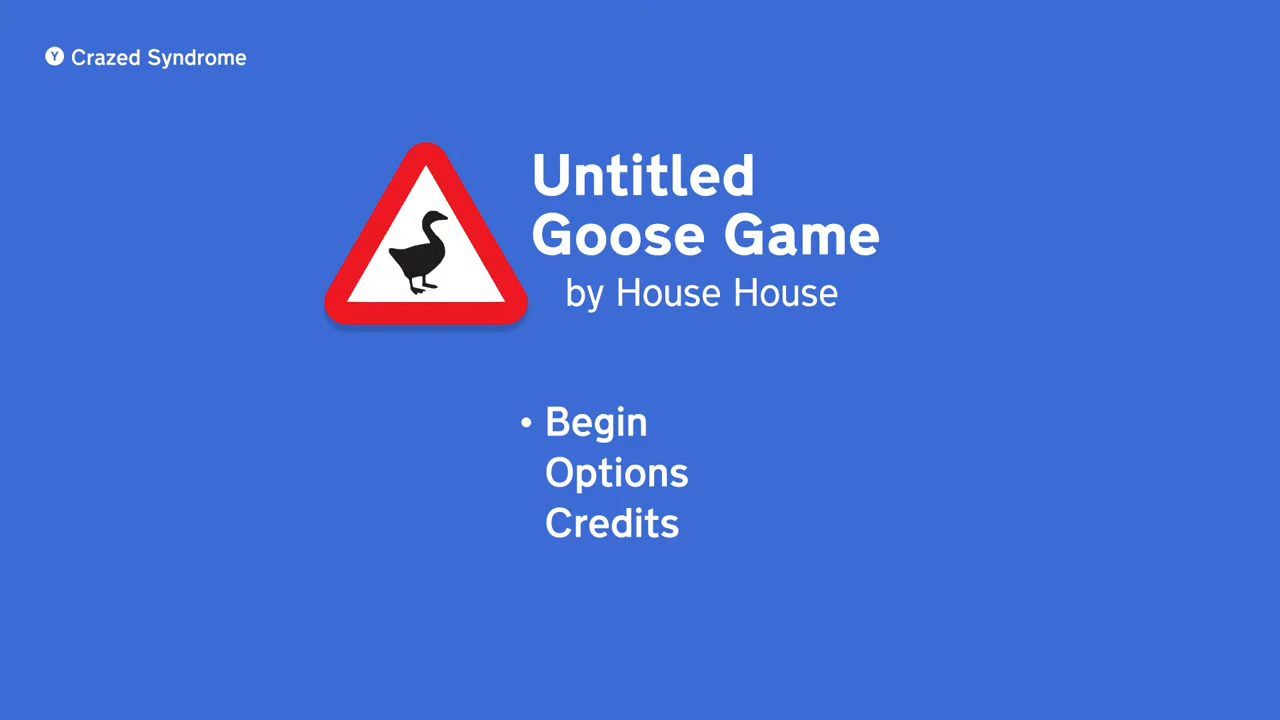 Y Crazed Syndrome
Untitled
Goose Game
by House House
• Begin
Options
Credits